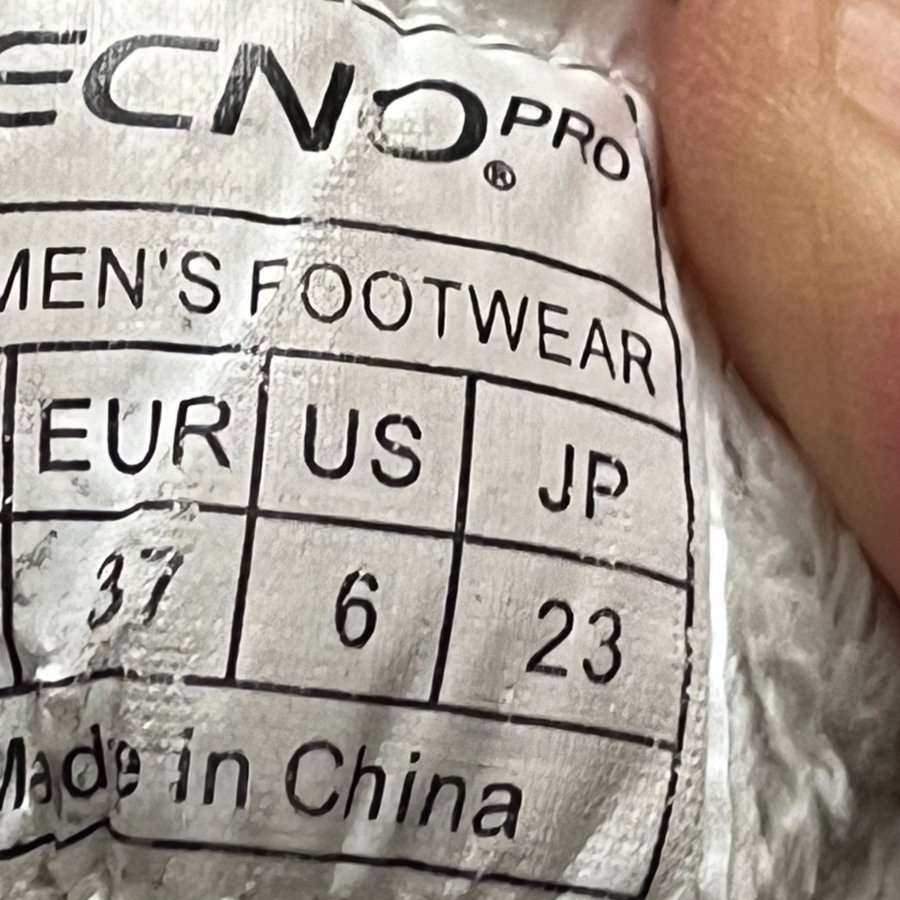 ECNO PRO ®
MEN'S FOOTWEAR
EUR US JP
37 6 23
Made in China